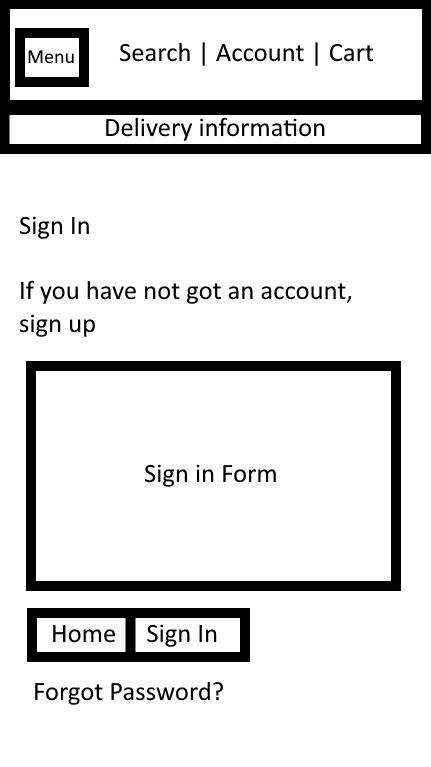 Menu
Search | Account | Cart
Delivery information
Sign In
If you have not got an account,
sign up
Sign in Form
Home
Sign In
Forgot Password?